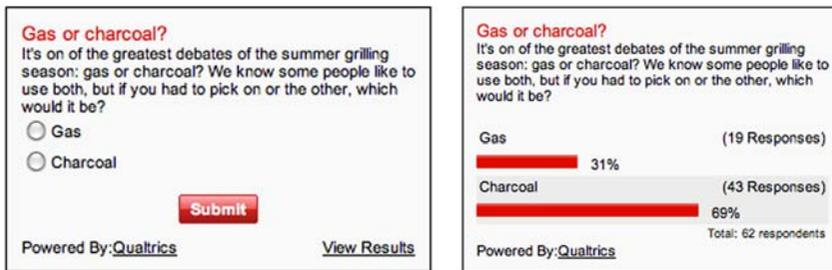 Gas or charcoal?
It's on of the greatest debates of the summer grilling
season: gas or charcoal? We know some people like to
use both, but if you had to pick on or the other, which
would it be?
Gas
Charcoal
Submit
Powered By:Qualtrics View Results
Gas or charcoal?
It's on of the greatest debates of the summer grilling
season: gas or charcoal? We know some people like to
use both, but if you had to pick on or the other, which
would it be?
Gas (19 Responses)
31%
Charcoal (43 Responses)
69%
Total: 62 respondents
Powered By:Qualtrics